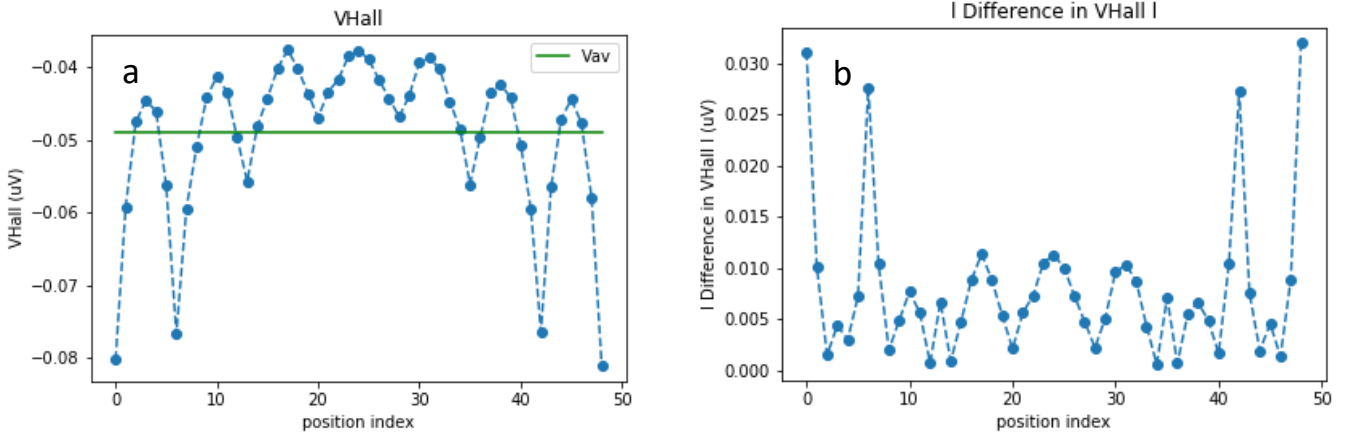 VHall
a
Vav
−0.04
−0.05
−0.06
−0.07
−0.08
VHall (uV)
0 10 20 30 40 50
position index
l Difference in VHall l
b
0.030
0.025
0.020
0.015
0.010
0.005
0.000
l Difference in VHall l (uV)
0 10 20 30 40 50
position index